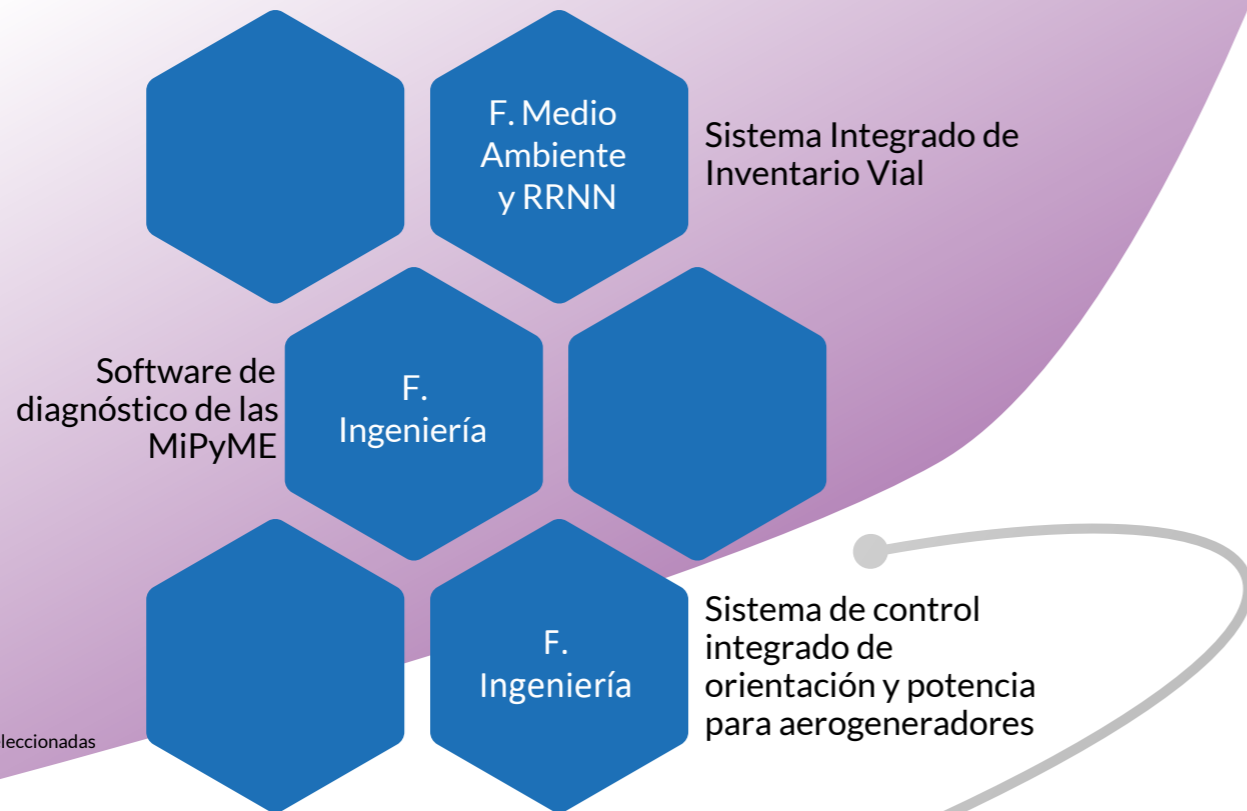 F. Medio
Ambiente
y RRNN
Sistema Integrado de
Inventario Vial
Software de
diagnóstico de las
MiPyME
F.
Ingeniería
F.
Ingeniería
Sistema de control
integrado de
orientación y potencia
para aerogeneradores
leccionadas